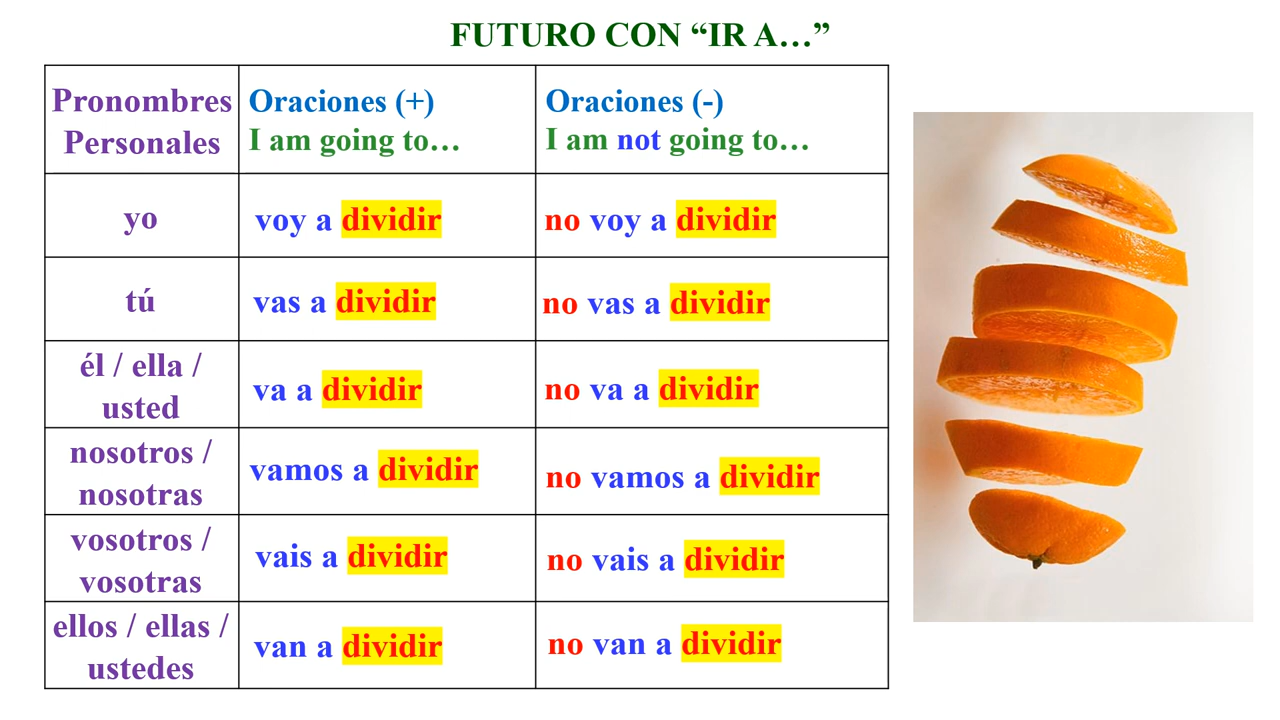 FUTURO CON “IR A…”
Pronombres Personales
Oraciones (+)
I am going to…
Oraciones (-)
I am not going to…
yo
voy a dividir
no voy a dividir
tú
vas a dividir
no vas a dividir
él / ella /
usted
va a dividir
no va a dividir
nosotros /
nosotras
vamos a dividir
no vamos a dividir
vosotros /
vosotras
vais a dividir
no vais a dividir
ellos / ellas /
ustedes
van a dividir
no van a dividir